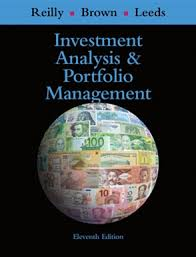 Reilly • Brown • Leeds
Investment
Analysis &
Portfolio
Management
Eleventh Edition